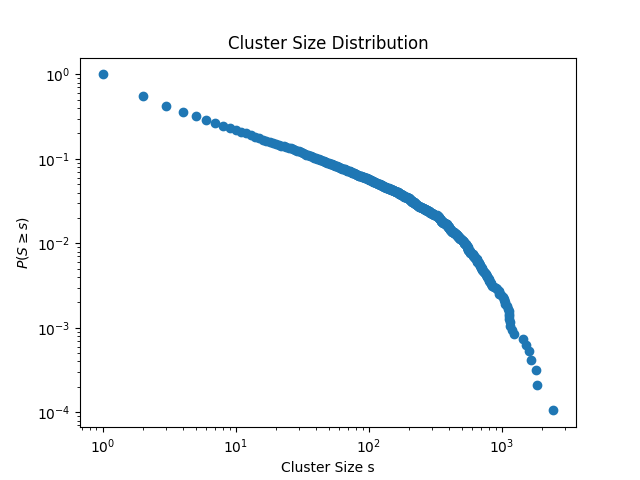 Cluster Size Distribution
10⁰
10⁻¹
10⁻²
10⁻³
10⁻⁴
P(S ≥ s)
10⁰ 10¹ 10² 10³
Cluster Size s